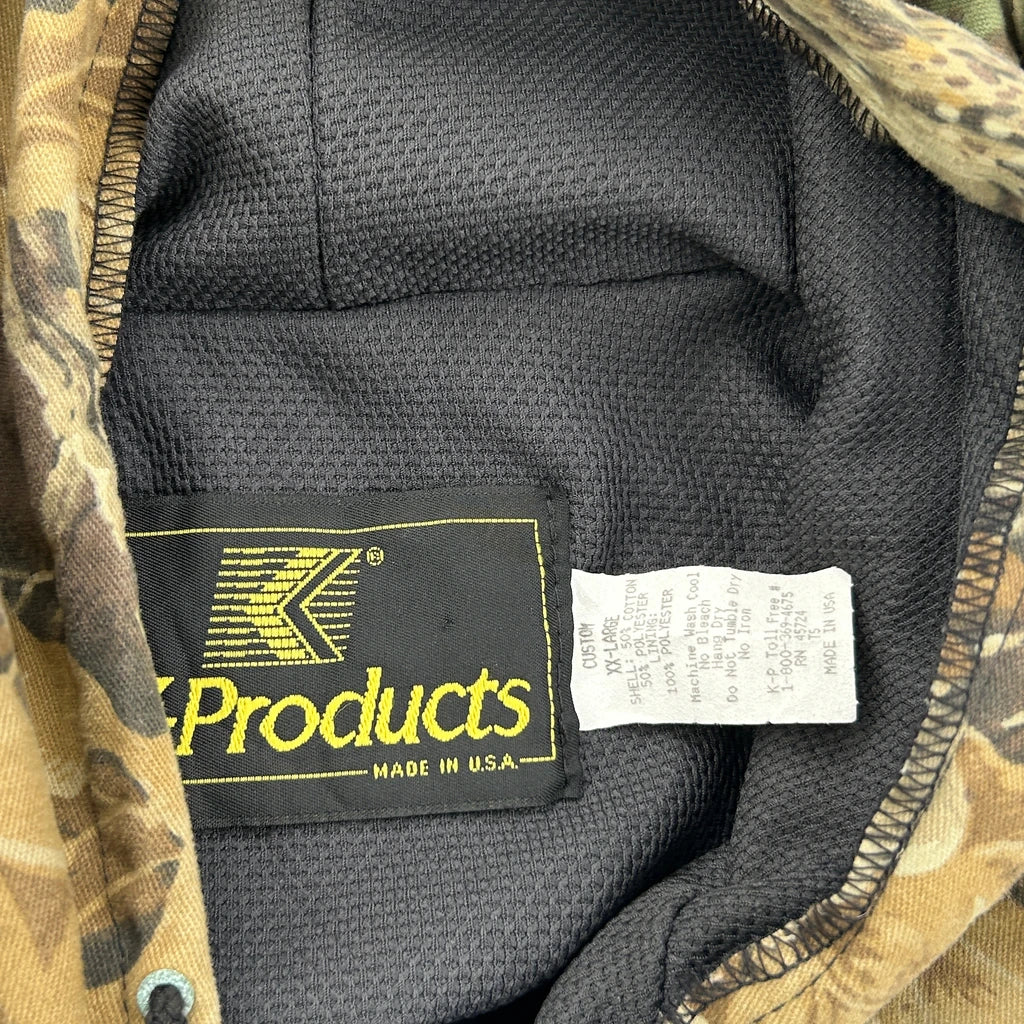 ®
-Products
MADE IN U.S.A.
CUSTOM
XX-LARGE
SHELL: 50% COTTON
50% POLYESTER
LINING:
100% POLYESTER
Machine Wash Cool
No Bleach
Hang Dry
Do Not Tumble Dry
No Iron
K-P Toll Free #
1-800-369-4675
RN 45724
TS
MADE IN USA